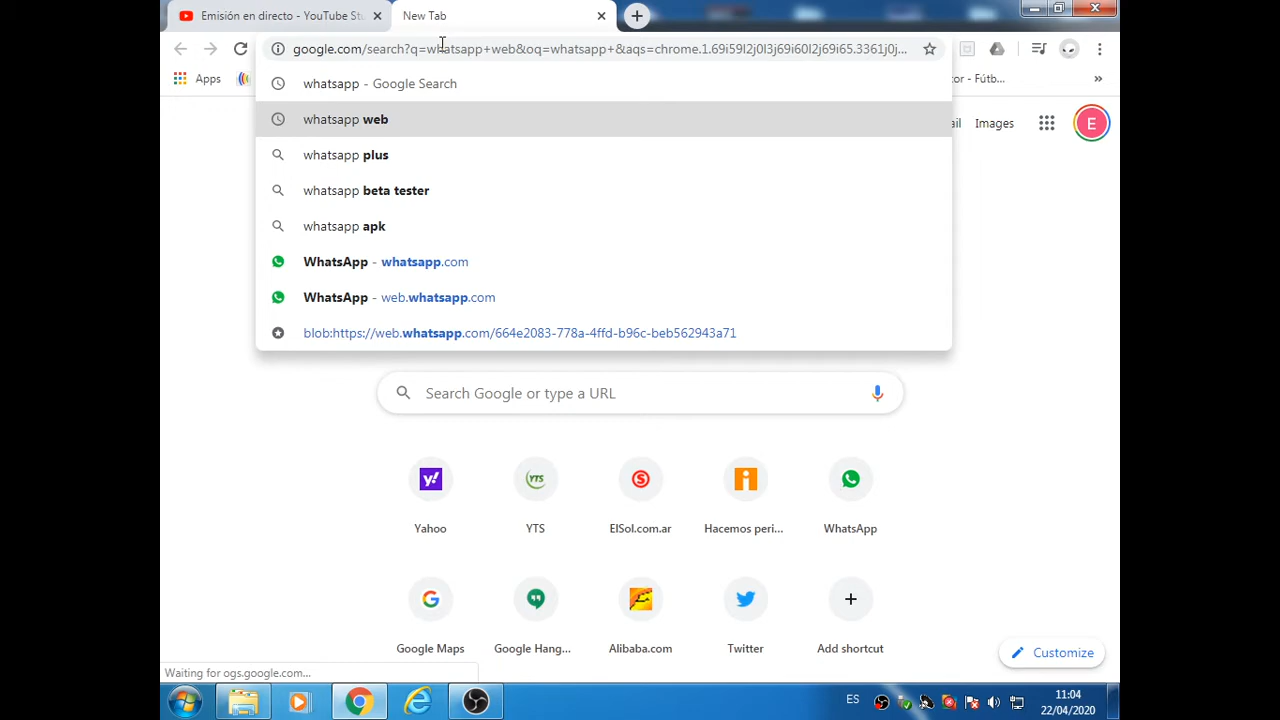 Emisión en directo - YouTube St
New Tab
google.com/search?q=whatsapp+web&oq=whatsapp+&aqs=chrome.1.69i59l2j0l3j69i60l2j69i65.3361j0j...
Apps
tor - Fútb...
»
whatsapp - Google Search
whatsapp web
whatsapp plus
whatsapp beta tester
whatsapp apk
WhatsApp - whatsapp.com
WhatsApp - web.whatsapp.com
blob:https://web.whatsapp.com/664e2083-778a-4ffd-b96c-beb562943a71
ail
Images
E
Search Google or type a URL
Yahoo
YTS
ElSol.com.ar
Hacemos peri...
WhatsApp
Google Maps
Google Hang...
Alibaba.com
Twitter
Add shortcut
Customize
Waiting for ogs.google.com...
ES
11:04
22/04/2020